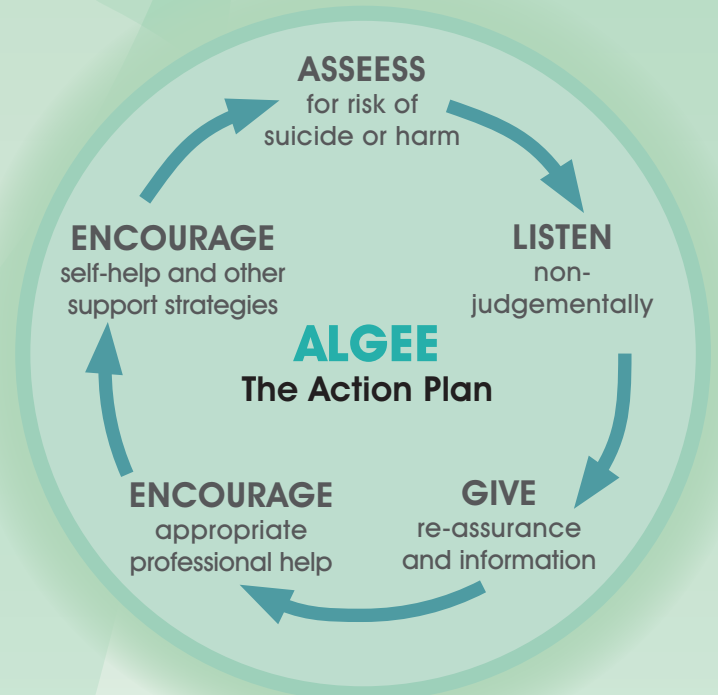 ASSEESS
for risk of
suicide or harm
LISTEN
non-
judgementally
GIVE
re-assurance
and information
ENCOURAGE
appropriate
professional help
ENCOURAGE
self-help and other
support strategies
ALGEE
The Action Plan